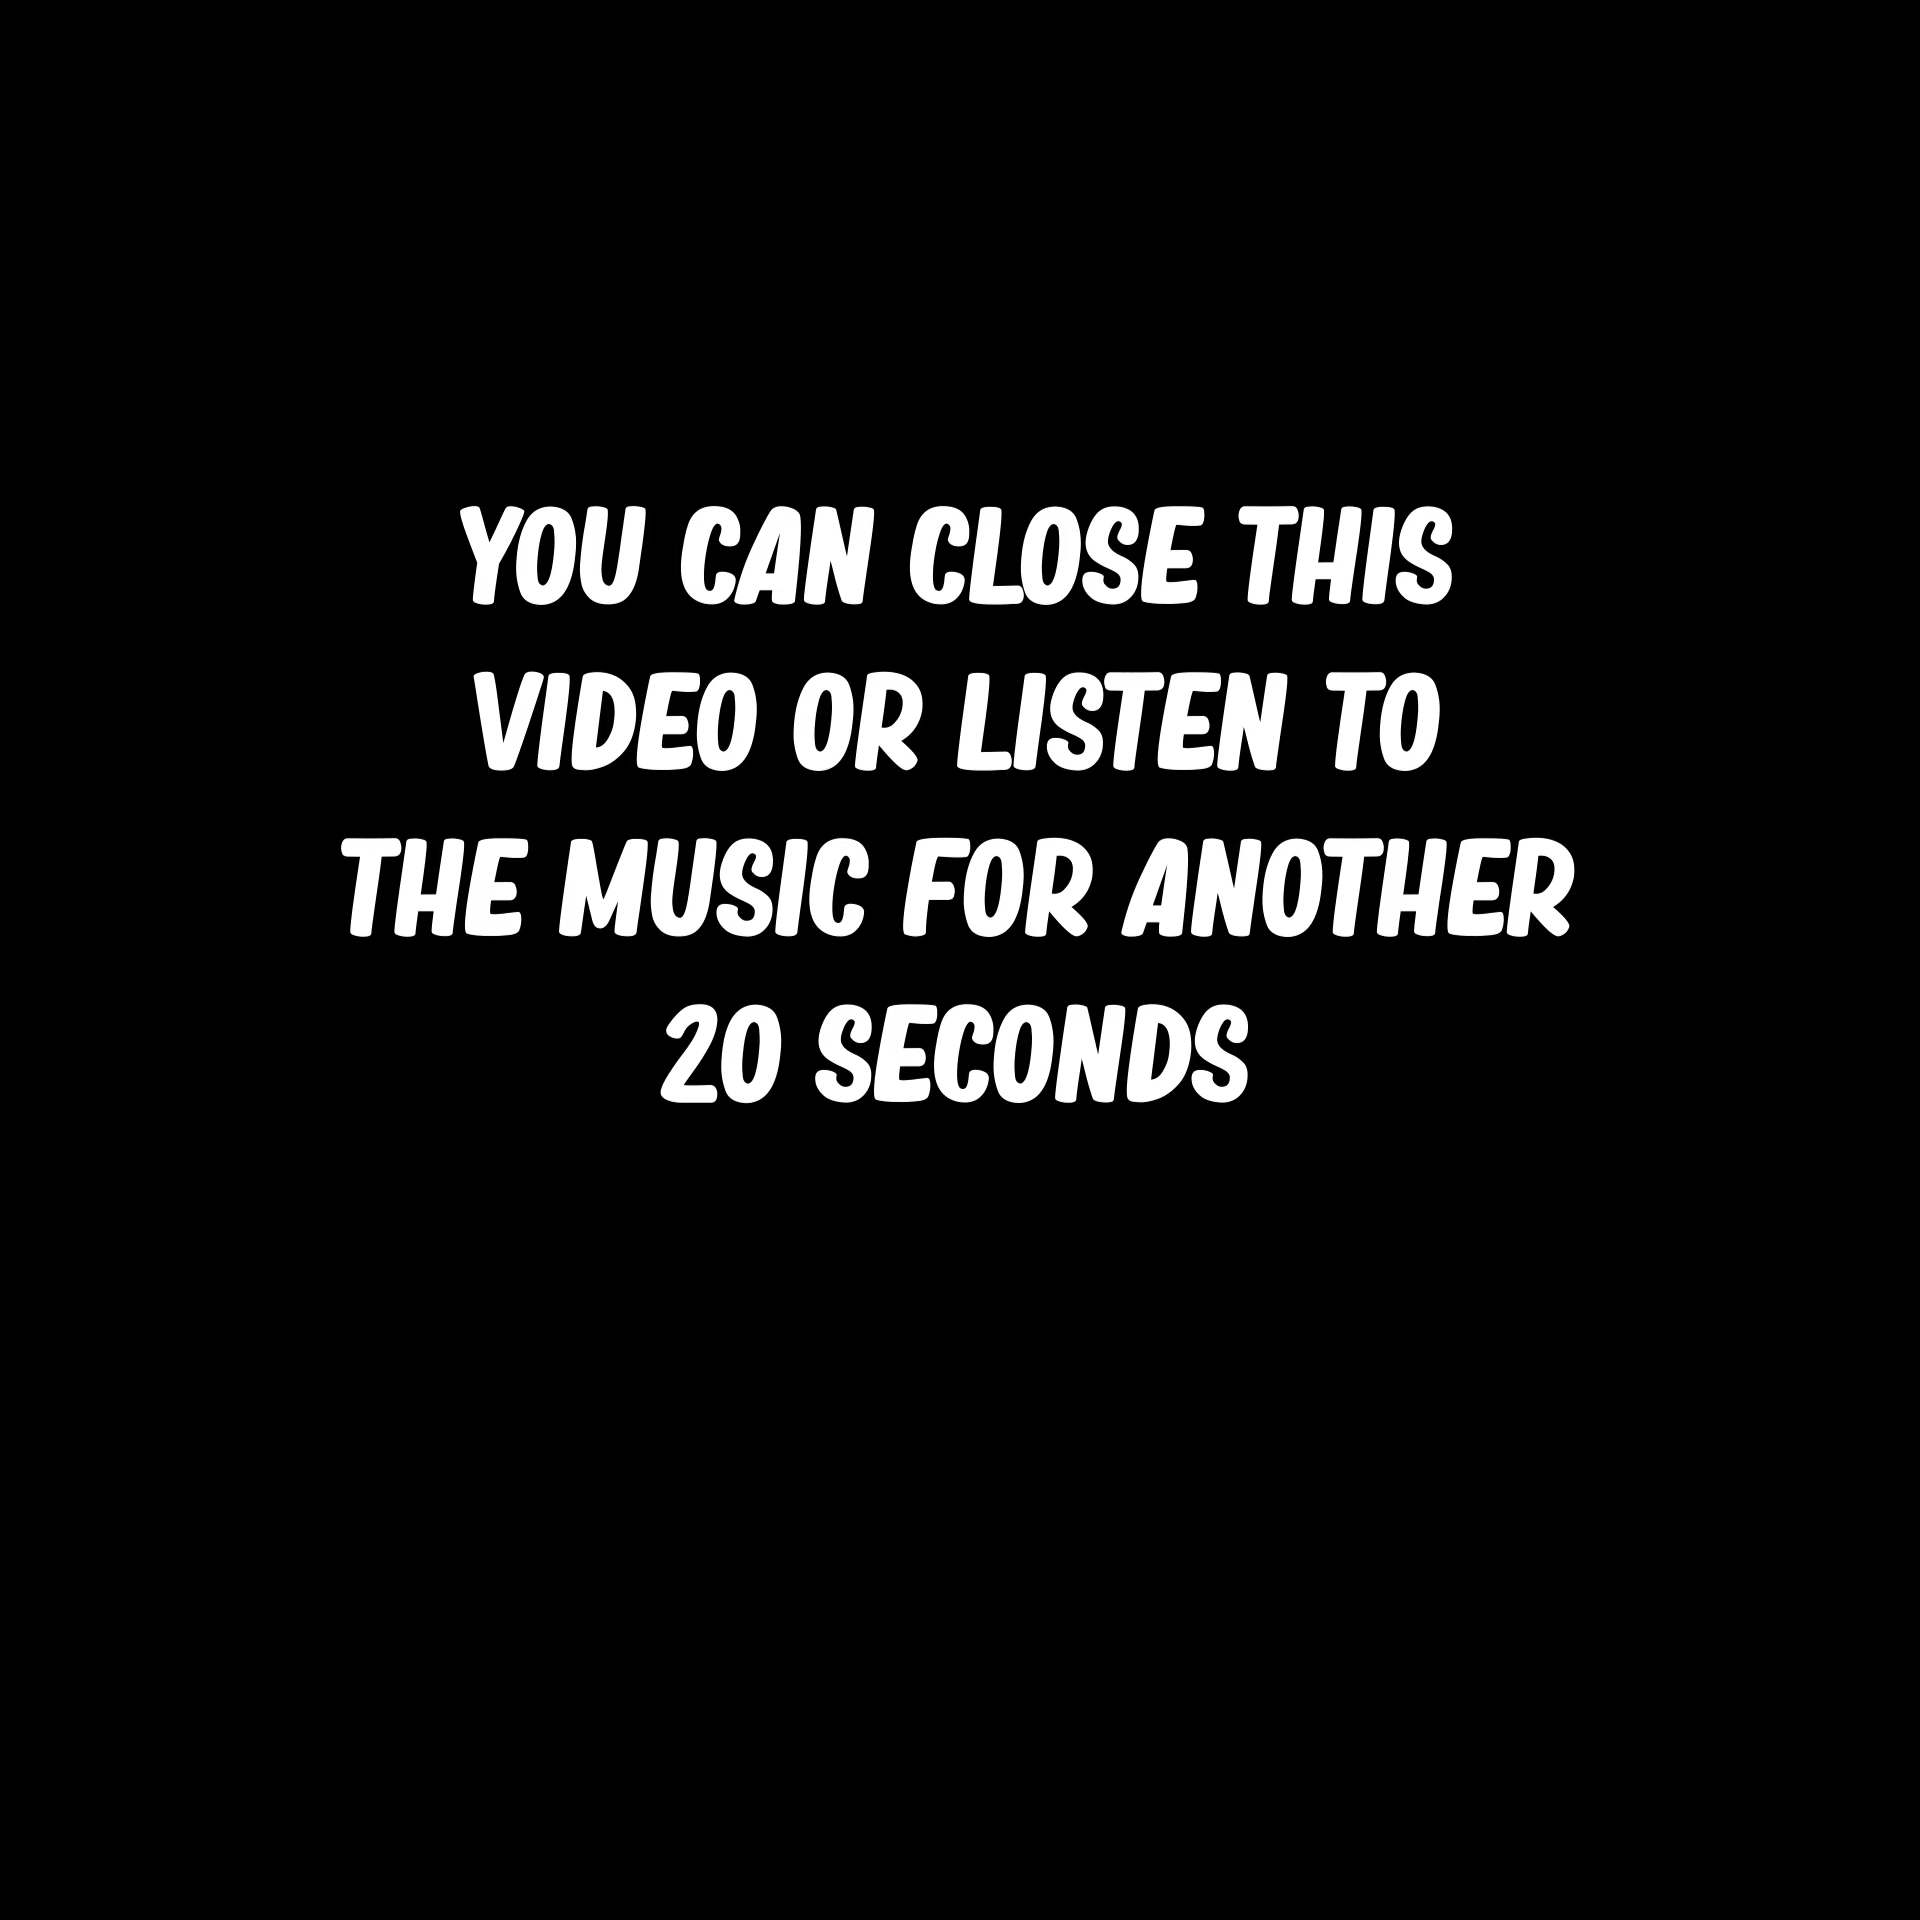 YOU CAN CLOSE THIS
VIDEO OR LISTEN TO
THE MUSIC FOR ANOTHER
20 SECONDS